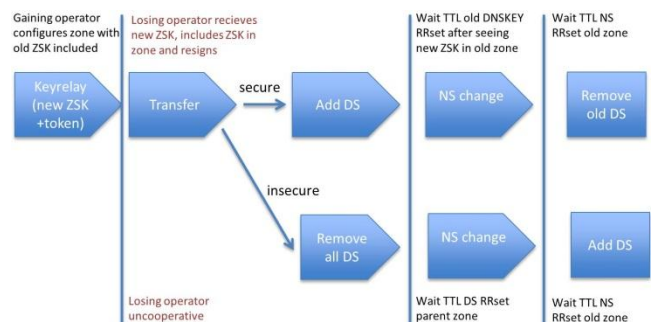 Gaining operator
configures zone with
old ZSK included
Losing operator recieves
new ZSK, includes ZSK in
zone and resigns
Wait TTL old DNSKEY
RRset after seeing
new ZSK in old zone
Wait TTL NS
RRset old zone
Keyrelay
(new ZSK
+token)
Transfer
secure
Add DS
NS change
Remove
old DS
insecure
Remove
all DS
NS change
Add DS
Losing operator
uncooperative
Wait TTL DS RRset
parent zone
Wait TTL NS
RRset old zone